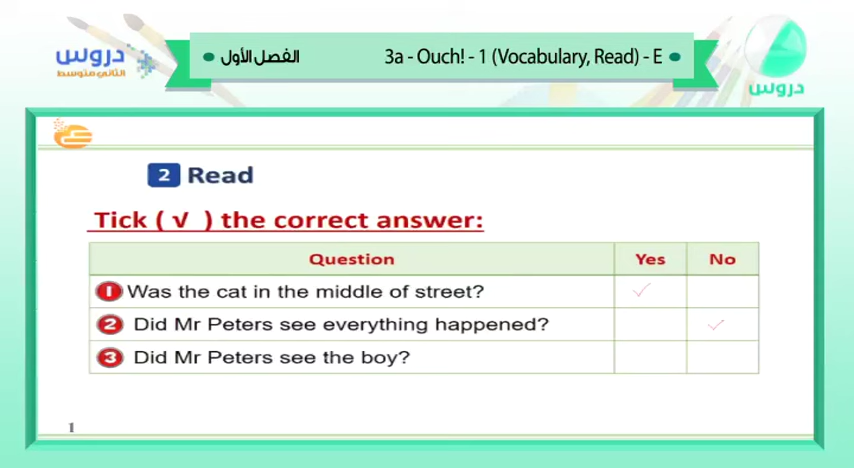 دروس
الثاني متوسط
الفصل الأول
3a - Ouch! - 1 (Vocabulary, Read) - E
دروس
2 Read
Tick ( √ ) the correct answer:
Question Yes No
1 Was the cat in the middle of street? ✓
2 Did Mr Peters see everything happened? ✓
3 Did Mr Peters see the boy?
1